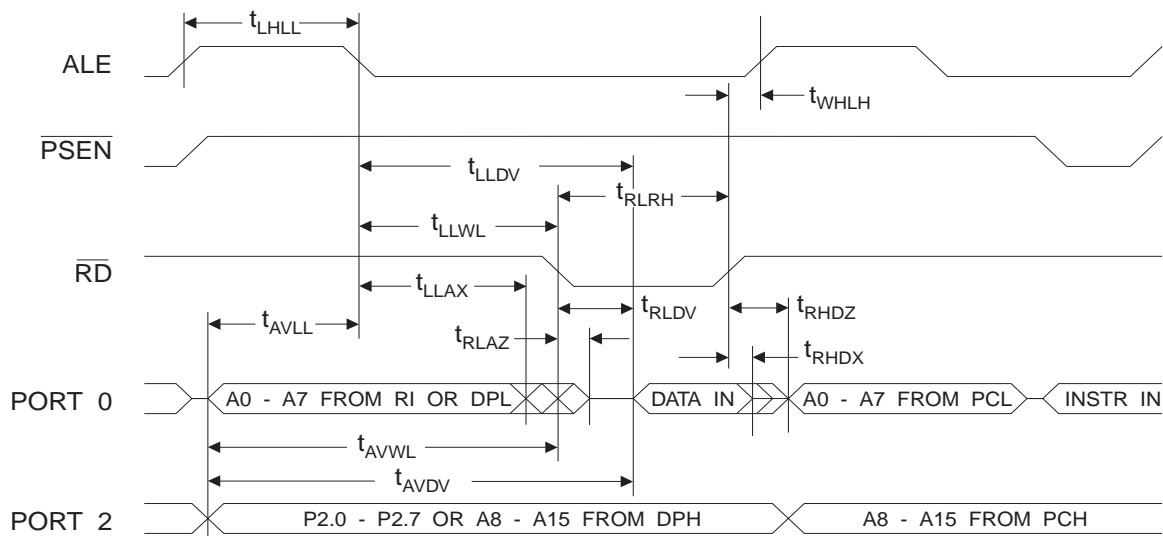 tLHLL
ALE
tWHLH
PSEN
tLLDV
tRLRH
tLLWL
RD
tLLAX
tRLDV
tRHDZ
tAVLL
tRLAZ
tRHDX
PORT 0
A0 - A7 FROM RI OR DPL
DATA IN
A0 - A7 FROM PCL
INSTR IN
tAVWL
tAVDV
PORT 2
P2.0 - P2.7 OR A8 - A15 FROM DPH
A8 - A15 FROM PCH